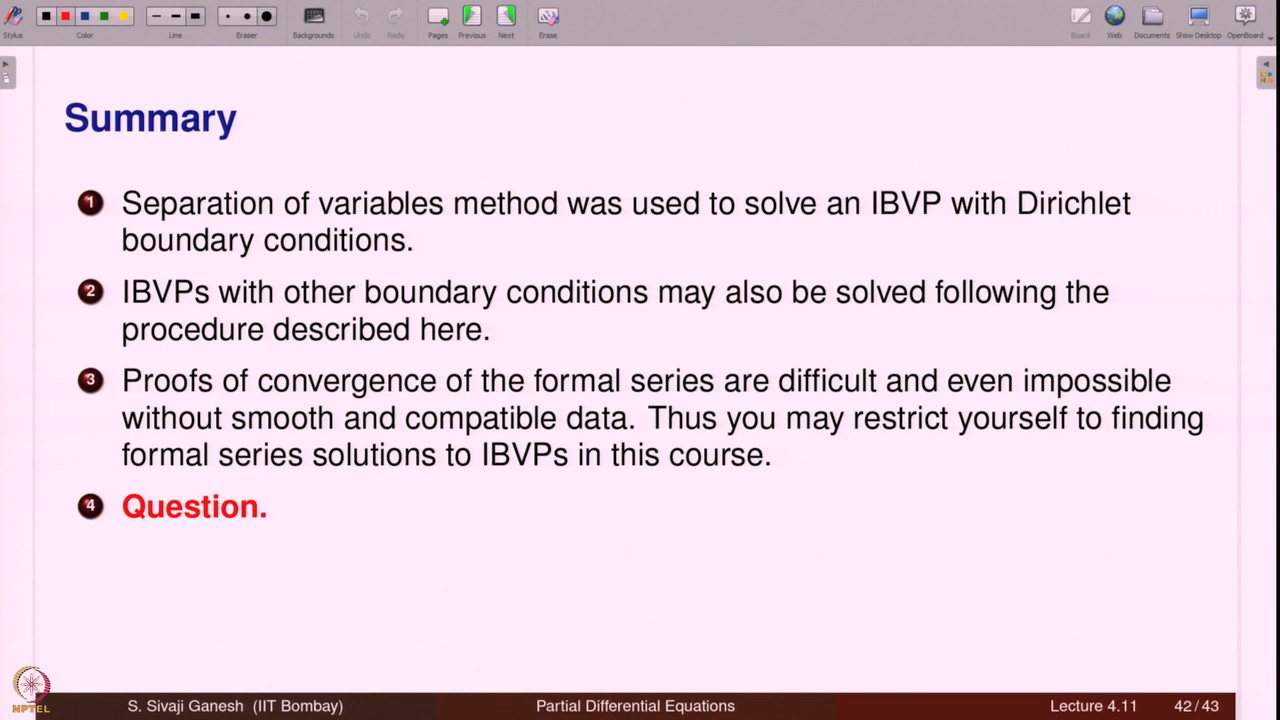 Stylus
Color
Line
Eraser
Backgrounds
Undo
Redo
Pages
Previous
Next
Erase
Board
Web
Documents
Show Desktop
OpenBoard
Summary
1 Separation of variables method was used to solve an IBVP with Dirichlet
boundary conditions.
2 IBVPs with other boundary conditions may also be solved following the
procedure described here.
3 Proofs of convergence of the formal series are difficult and even impossible
without smooth and compatible data. Thus you may restrict yourself to finding
formal series solutions to IBVPs in this course.
4 Question.
NPTEL
S. Sivaji Ganesh (IIT Bombay)
Partial Differential Equations
Lecture 4.11
42 / 43